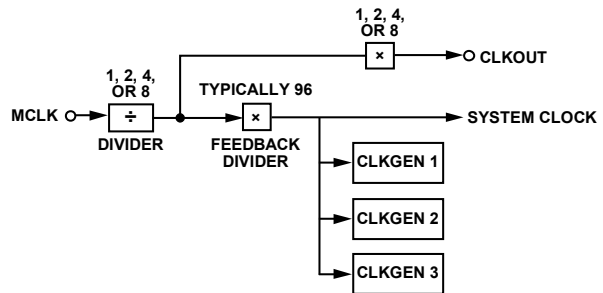 1, 2, 4,
OR 8
×
CLKOUT
1, 2, 4,
OR 8
TYPICALLY 96
MCLK
÷
×
SYSTEM CLOCK
DIVIDER
FEEDBACK
DIVIDER
CLKGEN 1
CLKGEN 2
CLKGEN 3